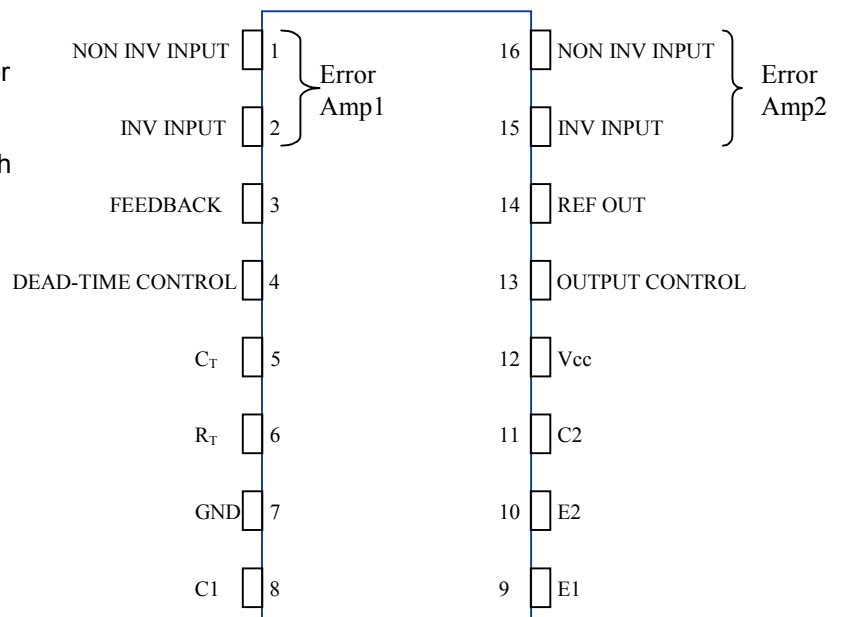 NON INV INPUT 1 16 NON INV INPUT
er
Error
Amp1
Error
Amp2
INV INPUT 2 15 INV INPUT
h
FEEDBACK 3 14 REF OUT
DEAD-TIME CONTROL 4 13 OUTPUT CONTROL
CT 5 12 Vcc
RT 6 11 C2
GND 7 10 E2
C1 8 9 E1